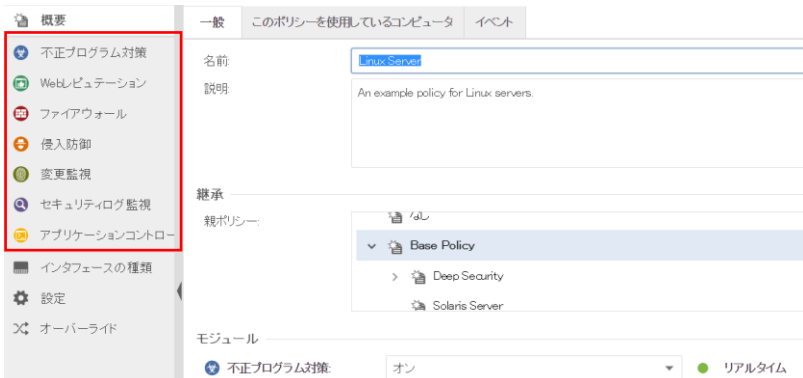 概要
不正プログラム対策
Webレピュテーション
ファイアウォール
侵入防御
変更監視
セキュリティログ監視
アプリケーションコントロー
インタフェースの種類
設定
オーバーライド
一般 このポリシーを使用しているコンピュータ イベント
名前:
Linux Server
説明:
An example policy for Linux servers.
継承
親ポリシー:
なし
Base Policy
Deep Security
Solaris Server
モジュール
不正プログラム対策: オン リアルタイム